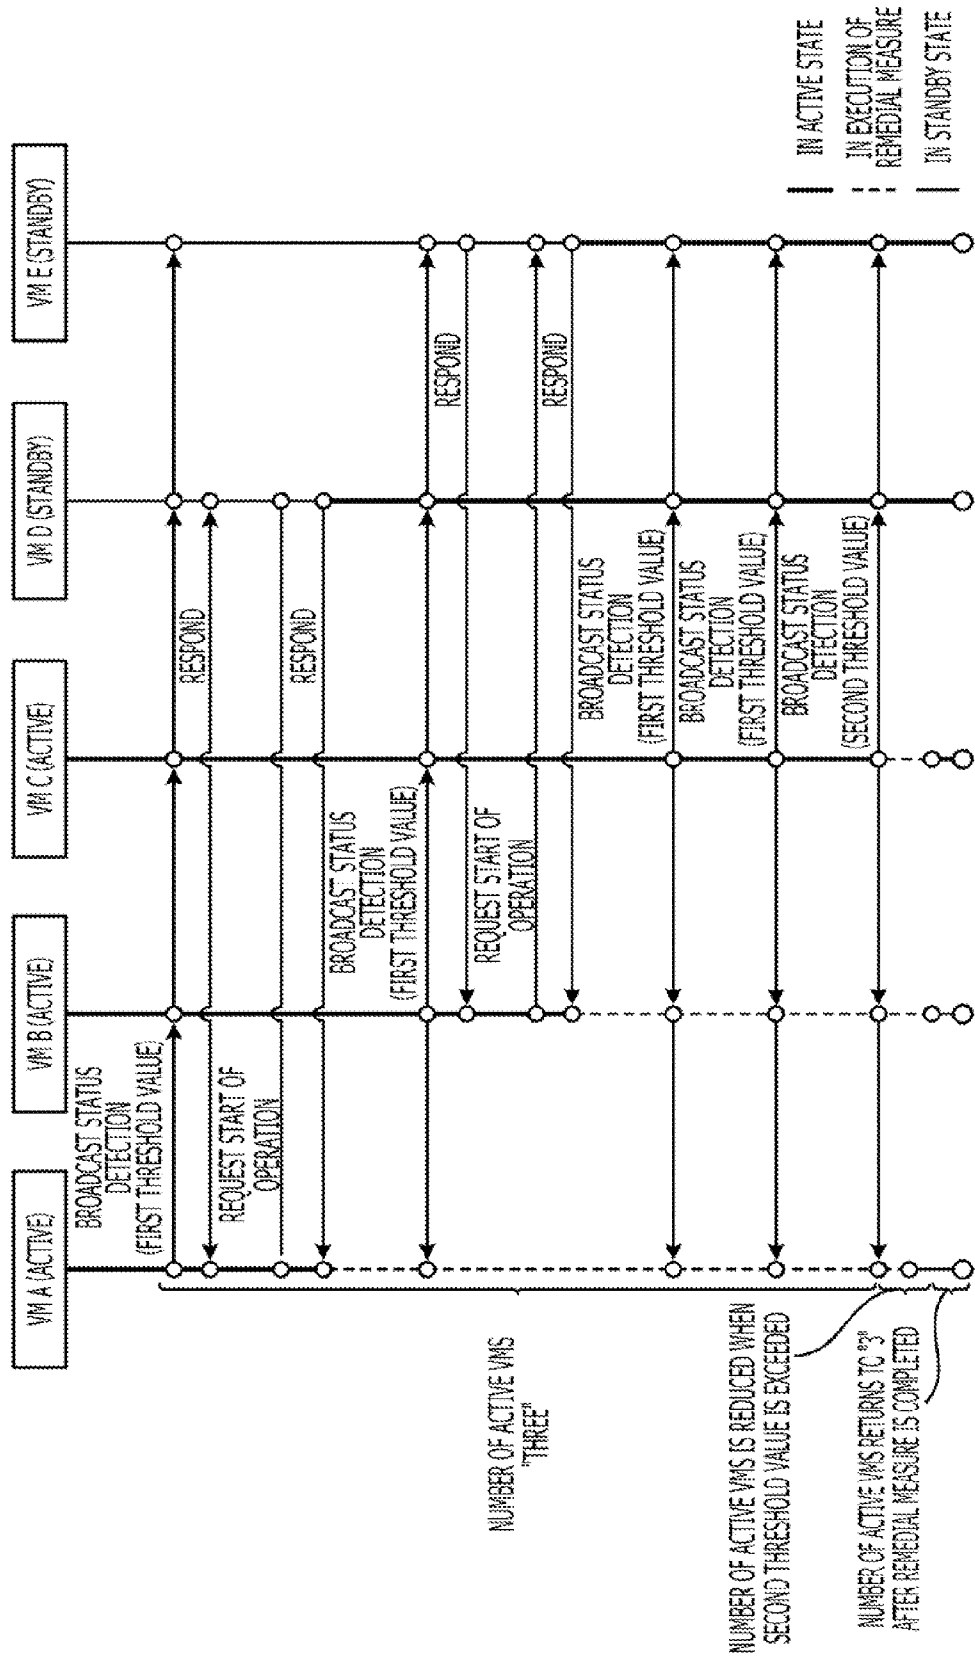 VM A (ACTIVE)
VM B (ACTIVE)
VM C (ACTIVE)
VM D (STANDBY)
VM E (STANDBY)
BROADCAST STATUS
DETECTION
(FIRST THRESHOLD VALUE)
RESPOND
REQUEST START OF
OPERATION
RESPOND
BROADCAST STATUS
DETECTION
(FIRST THRESHOLD VALUE)
RESPOND
REQUEST START OF
OPERATION
RESPOND
BROADCAST STATUS
DETECTION
(FIRST THRESHOLD VALUE)
BROADCAST STATUS
DETECTION
(FIRST THRESHOLD VALUE)
BROADCAST STATUS
DETECTION
(SECOND THRESHOLD VALUE)
NUMBER OF ACTIVE VMS
"THREE"
NUMBER OF ACTIVE VMS IS REDUCED WHEN
SECOND THRESHOLD VALUE IS EXCEEDED
NUMBER OF ACTIVE VMS RETURNS TO "3"
AFTER REMEDIAL MEASURE IS COMPLETED
IN ACTIVE STATE
IN EXECUTION OF
REMEDIAL MEASURE
IN STANDBY STATE